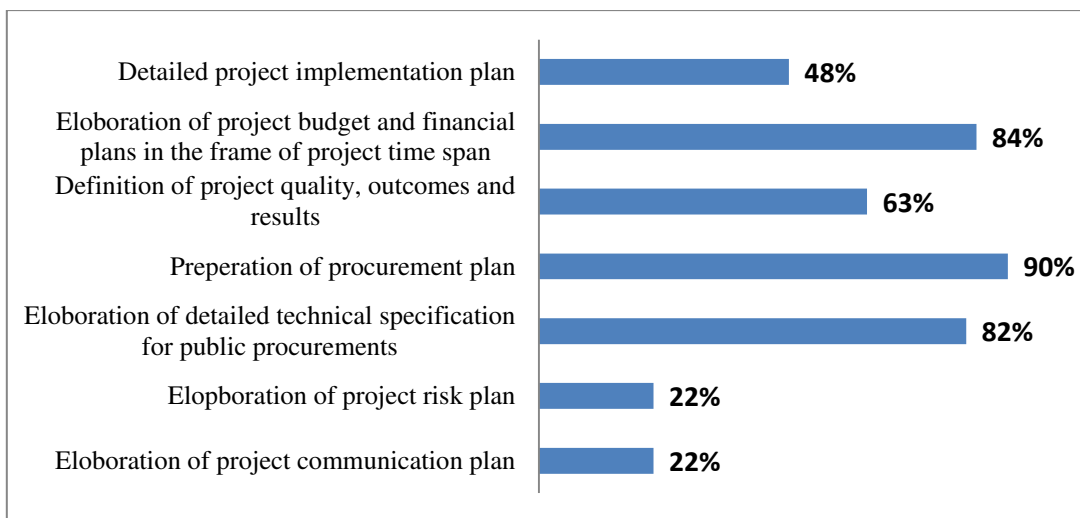 Detailed project implementation plan
48%
Eloboration of project budget and financial
plans in the frame of project time span
84%
Definition of project quality, outcomes and
results
63%
Preperation of procurement plan
90%
Eloboration of detailed technical specification
for public procurements
82%
Elopboration of project risk plan
22%
Eloboration of project communication plan
22%